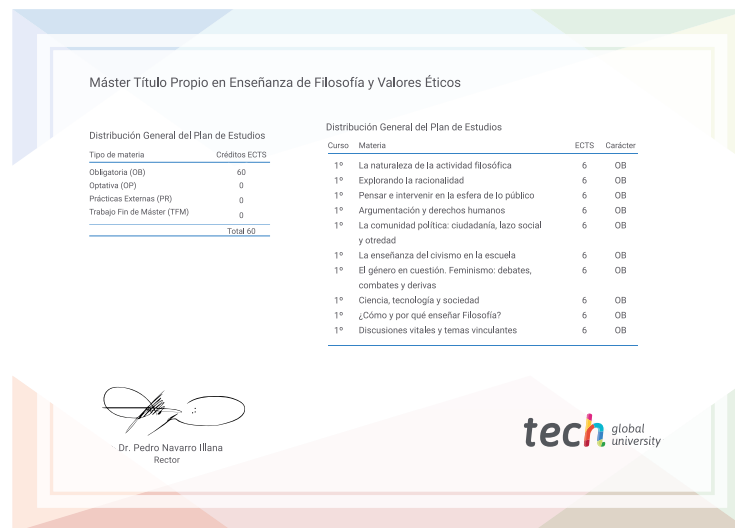 Máster Título Propio en Enseñanza de Filosofía y Valores Éticos
Distribución General del Plan de Estudios
Tipo de materia Créditos ECTS
Obligatoria (OB) 60
Optativa (OP) 0
Prácticas Externas (PR) 0
Trabajo Fin de Máster (TFM) 0
Total 60
Distribución General del Plan de Estudios
Curso Materia ECTS Carácter
1º La naturaleza de la actividad filosófica 6 OB
1º Explorando la racionalidad 6 OB
1º Pensar e intervenir en la esfera de lo público 6 OB
1º Argumentación y derechos humanos 6 OB
1º La comunidad política: ciudadanía, lazo social 6 OB
y otredad
1º La enseñanza del civismo en la escuela 6 OB
1º El género en cuestión. Feminismo: debates, 6 OB
combates y derivas
1º Ciencia, tecnología y sociedad 6 OB
1º ¿Cómo y por qué enseñar Filosofía? 6 OB
1º Discusiones vitales y temas vinculantes 6 OB
Dr. Pedro Navarro Illana
Rector
tech global
university